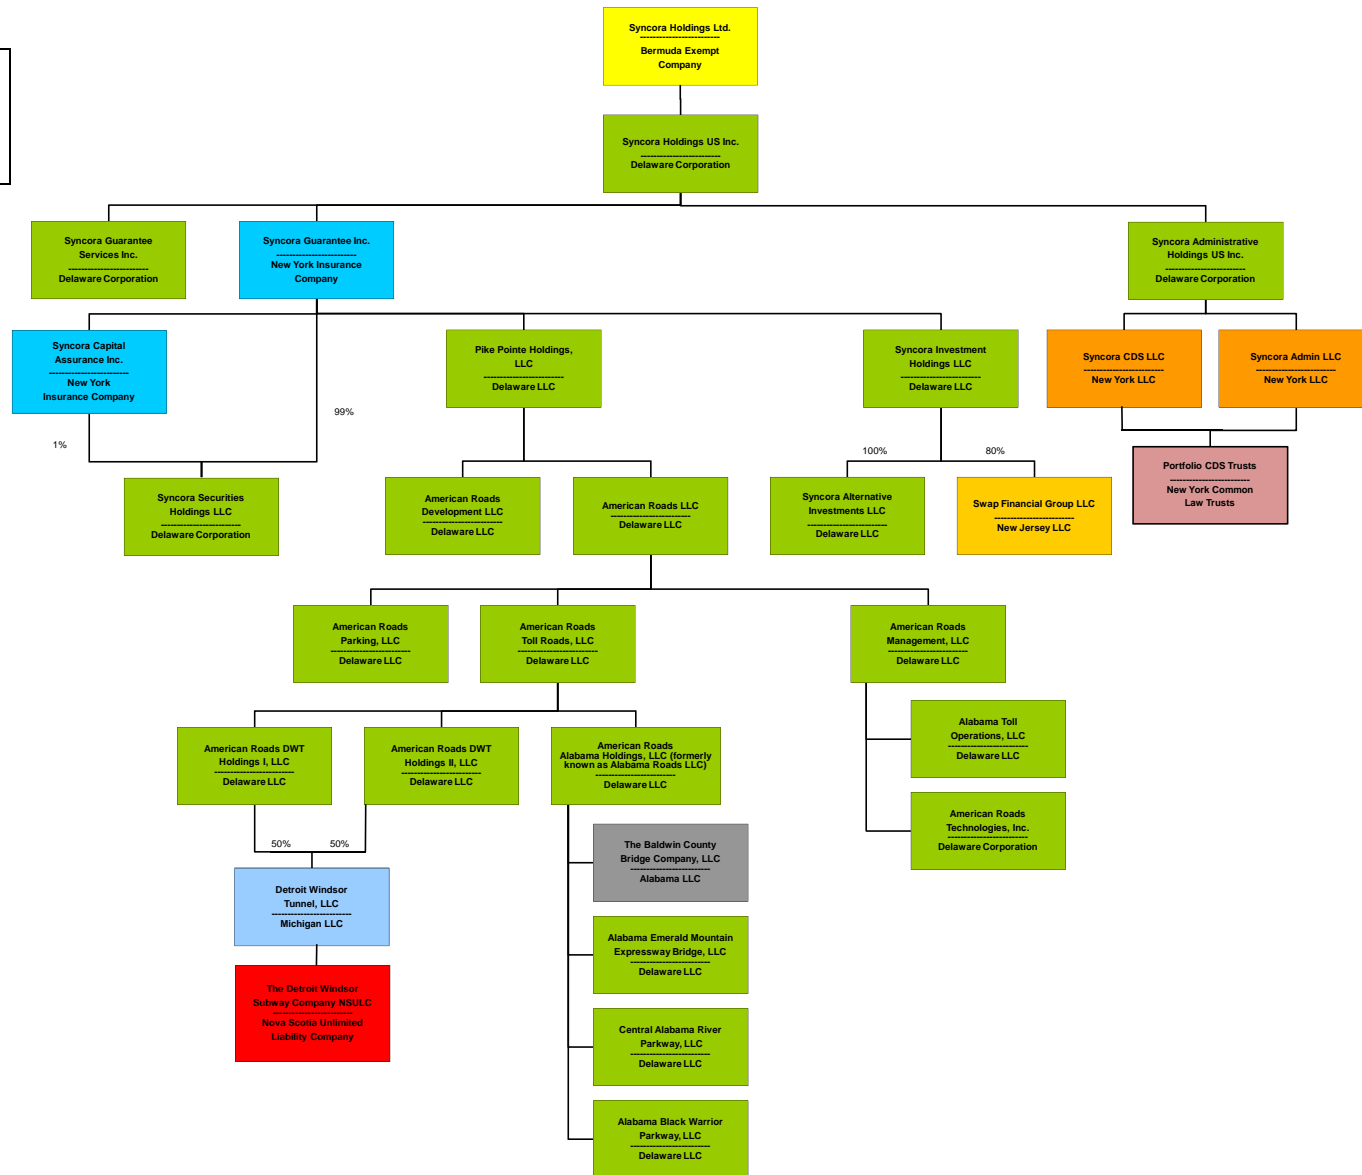 Syncora Holdings Ltd.
-------------------------
Bermuda Exempt
Company
Syncora Holdings US Inc.
-------------------------
Delaware Corporation
Syncora Guarantee
Services Inc.
-------------------------
Delaware Corporation
Syncora Guarantee Inc.
-------------------------
New York Insurance
Company
Syncora Administrative
Holdings US Inc.
-------------------------
Delaware Corporation
Syncora Capital
Assurance Inc.
-------------------------
New York
Insurance Company
Pike Pointe Holdings,
LLC
-------------------------
Delaware LLC
Syncora Investment
Holdings LLC
-------------------------
Delaware LLC
Syncora CDS LLC
-------------------------
New York LLC
Syncora Admin LLC
-------------------------
New York LLC
99%
1%
100%
80%
Syncora Securities
Holdings LLC
-------------------------
Delaware Corporation
American Roads
Development LLC
-------------------------
Delaware LLC
American Roads LLC
-------------------------
Delaware LLC
Syncora Alternative
Investments LLC
-------------------------
Delaware LLC
Swap Financial Group LLC
-------------------------
New Jersey LLC
Portfolio CDS Trusts
-------------------------
New York Common
Law Trusts
American Roads
Parking, LLC
-------------------------
Delaware LLC
American Roads
Toll Roads, LLC
-------------------------
Delaware LLC
American Roads
Management, LLC
-------------------------
Delaware LLC
American Roads DWT
Holdings I, LLC
-------------------------
Delaware LLC
American Roads DWT
Holdings II, LLC
-------------------------
Delaware LLC
American Roads
Alabama Holdings, LLC (formerly
known as Alabama Roads LLC)
-------------------------
Delaware LLC
Alabama Toll
Operations, LLC
-------------------------
Delaware LLC
American Roads
Technologies, Inc.
-------------------------
Delaware Corporation
50%
50%
Detroit Windsor
Tunnel, LLC
-------------------------
Michigan LLC
The Detroit Windsor
Subway Company NSULC
-------------------------
Nova Scotia Unlimited
Liability Company
The Baldwin County
Bridge Company, LLC
-------------------------
Alabama LLC
Alabama Emerald Mountain
Expressway Bridge, LLC
-------------------------
Delaware LLC
Central Alabama River
Parkway, LLC
-------------------------
Delaware LLC
Alabama Black Warrior
Parkway, LLC
-------------------------
Delaware LLC